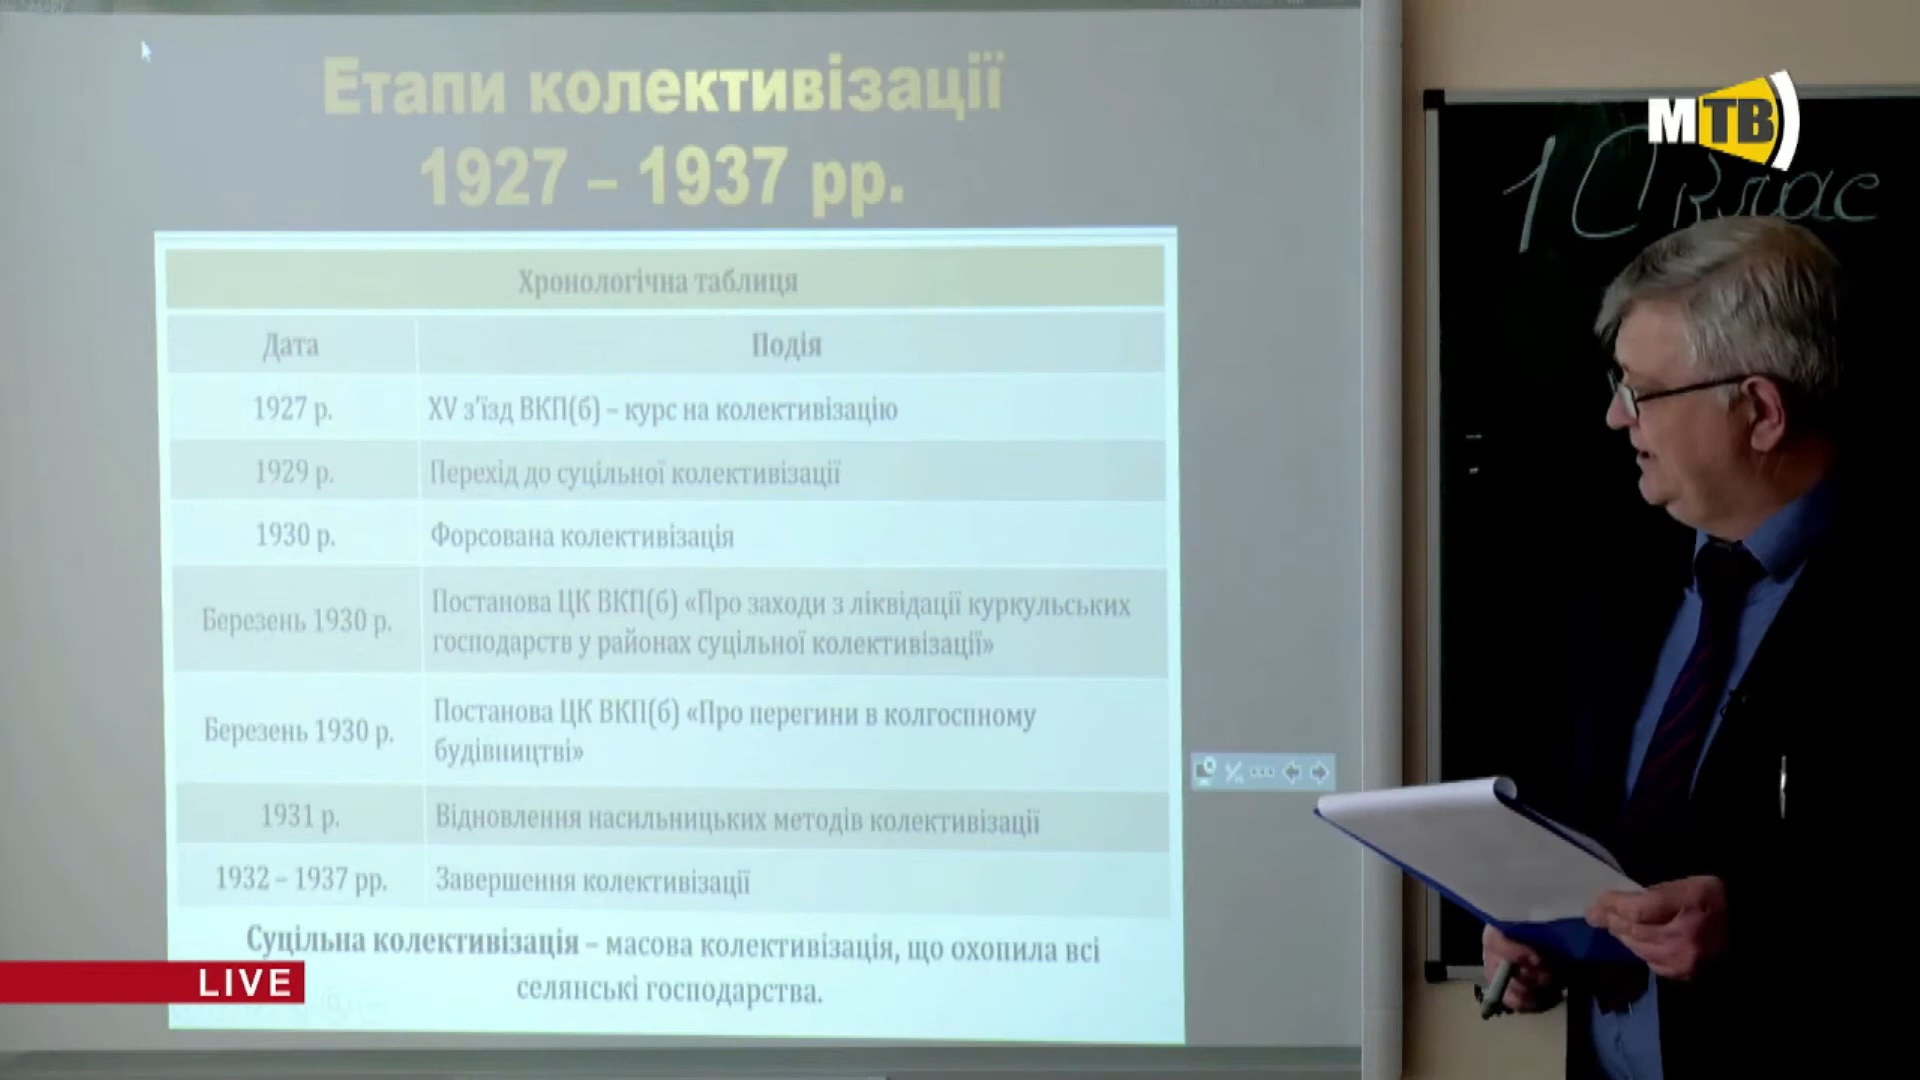 Етапи колективізації
1927 – 1937 рр.
Хронологічна таблиця
Дата Подія
1927 р. XV з’їзд ВКП(б) – курс на колективізацію
1929 р. Перехід до суцільної колективізації
1930 р. Форсована колективізація
Березень 1930 р. Постанова ЦК ВКП(б) «Про заходи з ліквідації куркульських
господарств у районах суцільної колективізації»
Березень 1930 р. Постанова ЦК ВКП(б) «Про перегини в колгоспному
будівництві»
1931 р. Відновлення насильницьких методів колективізації
1932 – 1937 рр. Завершення колективізації
Суцільна колективізація – масова колективізація, що охопила всі
селянські господарства.
LIVE
МТВ
10 клас